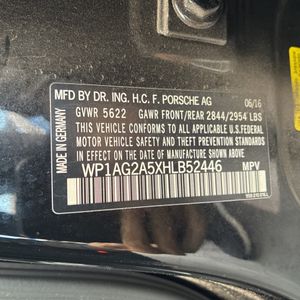 MFD BY DR. ING. H.C. F. PORSCHE AG 06/16
GVWR 5622 GAWR FRONT/REAR 2844/2954 LBS
THIS VEHICLE CONFORMS TO ALL APPLICABLE
FEDERAL MOTOR VEHICLE SAFETY, BUMPER, AND
THEFT PREVENTION STANDARDS IN EFFECT ON THE
DATE OF MANUFACTURE SHOWN ABOVE.
WP1AG2A5XHLB52446 MPV
MADE IN GERMANY